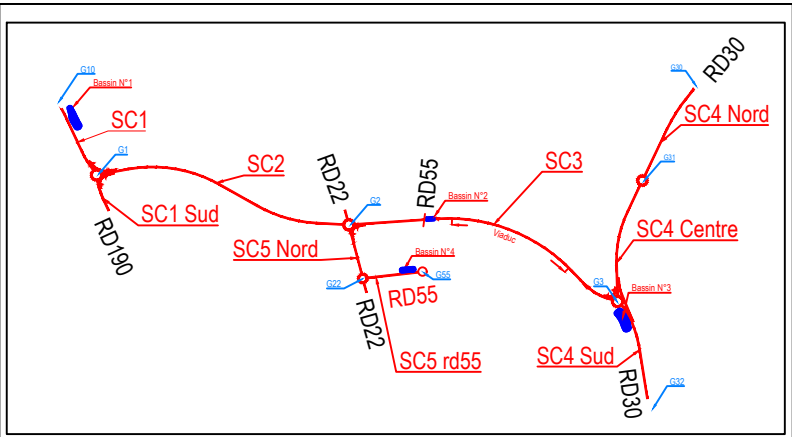 G10
Bassin N°1
SC1
G1
SC1 Sud
RD190
SC2
RD22
G2
RD55
Bassin N°2
SC3
Viaduc
G30
RD30
SC4 Nord
G31
SC4 Centre
SC5 Nord
Bassin N°4
G55
G22
RD55
RD22
SC5 rd55
G3
Bassin N°3
SC4 Sud
RD30
G32